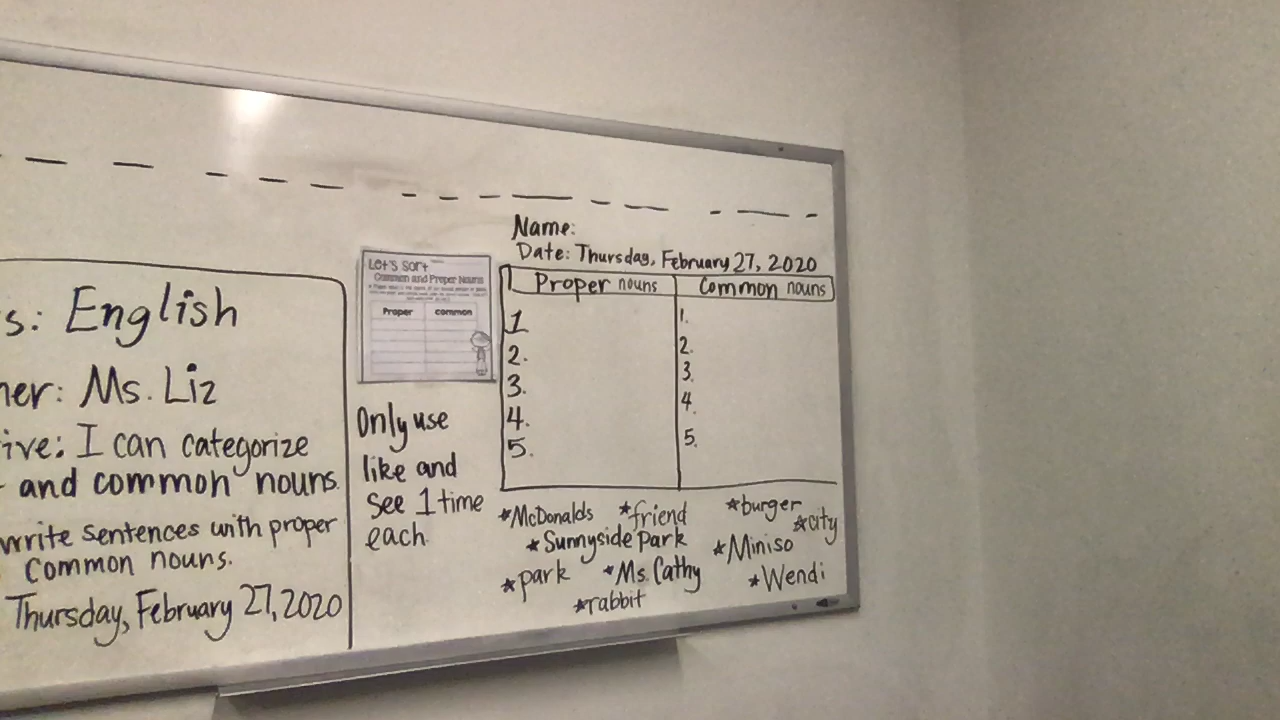 s: English
her: Ms. Liz
ive: I can categorize
and common nouns.
write sentences with proper
common nouns.
Thursday, February 27, 2020
Let's Sort
Common and Proper Nouns
Proper common
Only use
like and
see 1 time
each.
Name:
Date: Thursday, February 27, 2020
Proper nouns Common nouns
1 1.
2. 2.
3. 3.
4. 4.
5. 5.
*McDonalds *friend *burger
*city
*Sunnyside Park *Miniso
*park *Ms. Cathy *Wendi
*rabbit